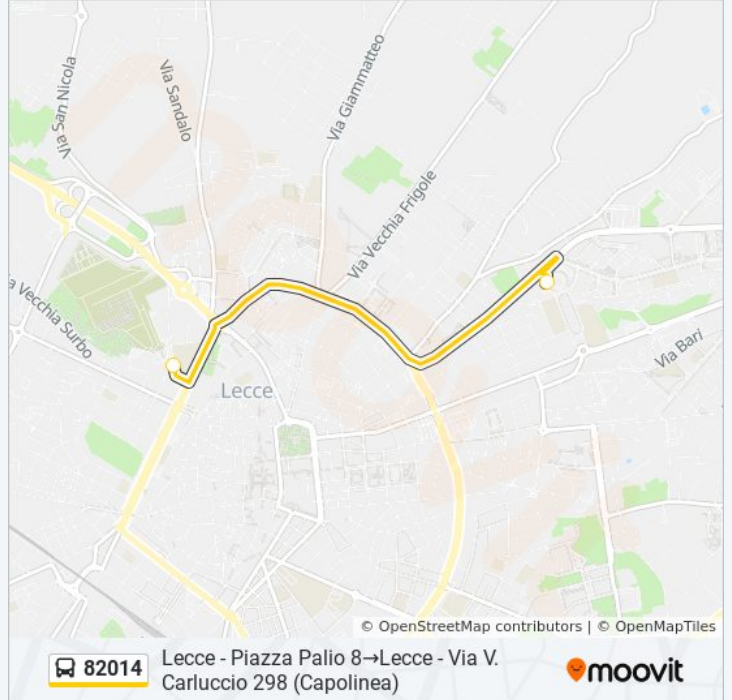 Via San Nicola
Via Sandalo
Via Giammatteo
Via Vecchia Frigole
a Vecchia Surbo
Via Bari
Lecce
© OpenStreetMap contributors | © OpenMapTiles
82014
Lecce - Piazza Palio 8→Lecce - Via V.
Carluccio 298 (Capolinea)
moovit